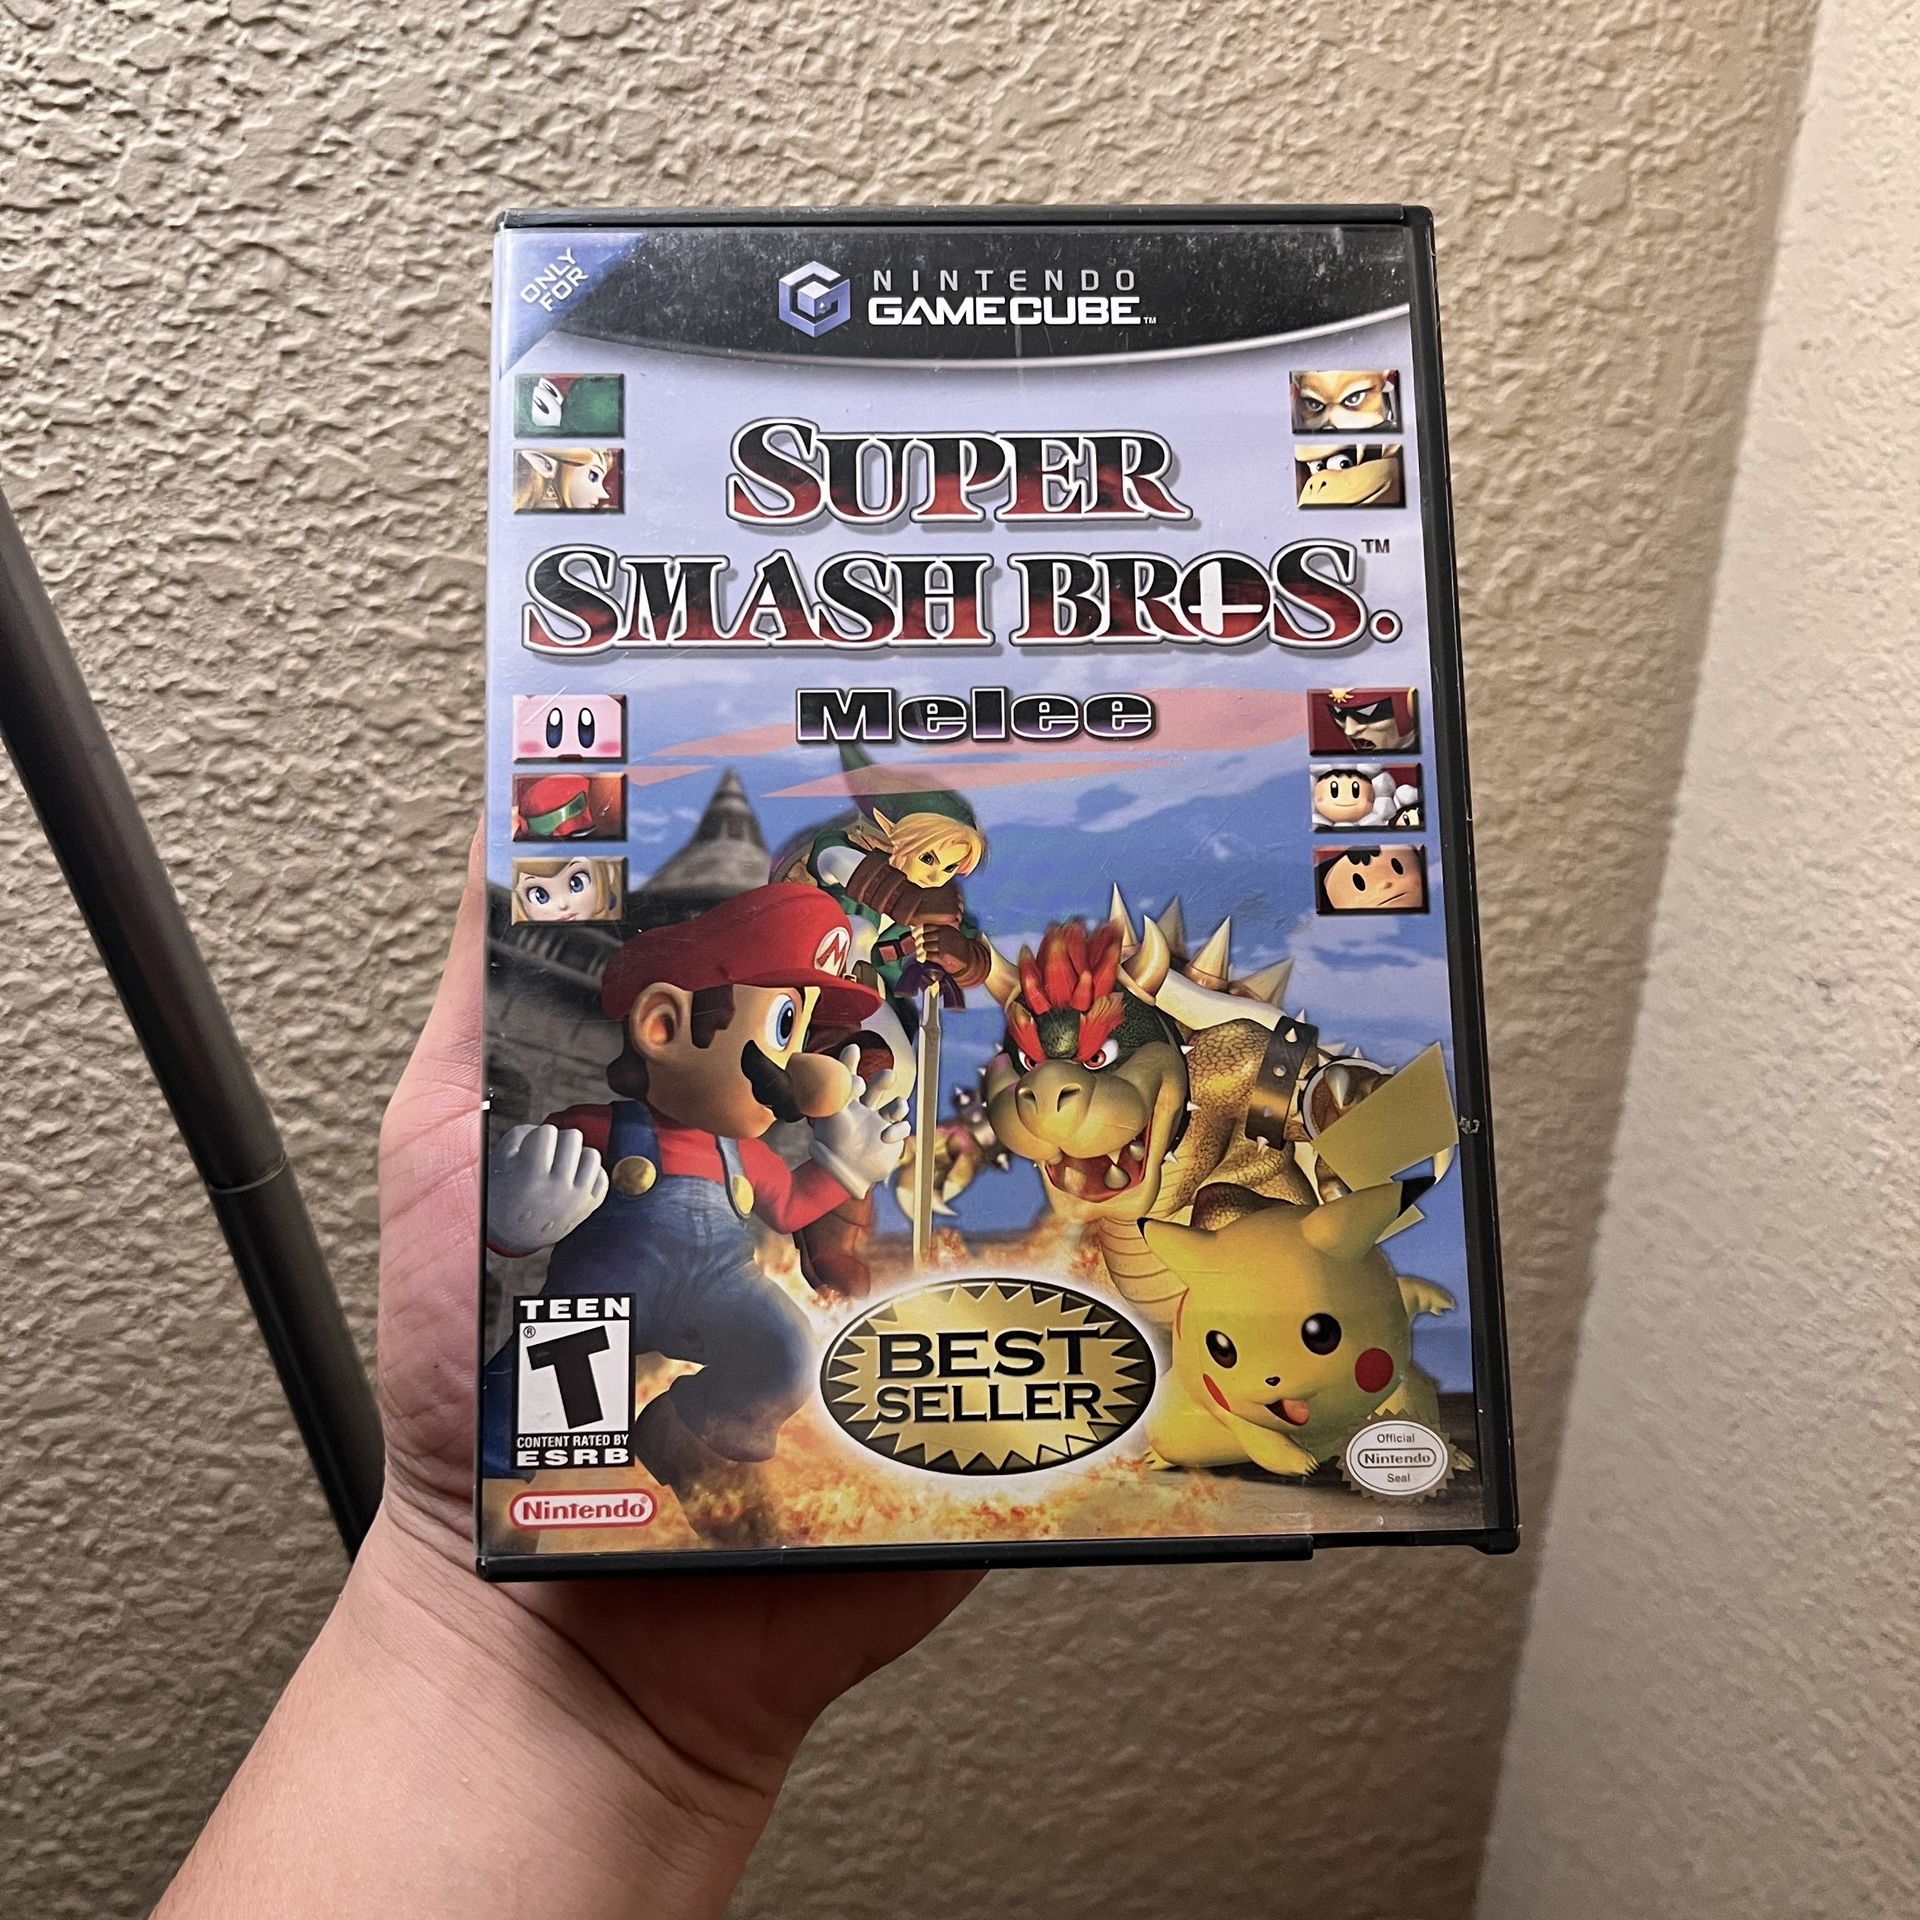 ONLY
FOR
NINTENDO
GAMECUBE™
SUPER
SMASH BROS.™
Melee
M
TEEN
T®
CONTENT RATED BY
ESRB
BEST
SELLER
Official
Nintendo
Seal
Nintendo®